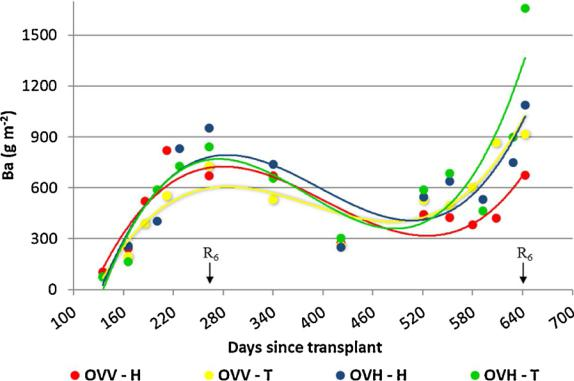 1500
1200
900
600
300
0
Ba (g m⁻²)
R₆
R₆
100 160 220 280 340 400 460 520 580 640 700
Days since transplant
OVV - H OVV - T OVH - H OVH - T